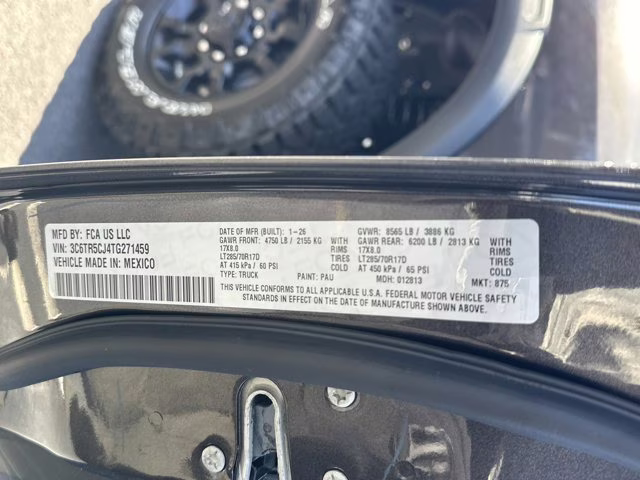 MFD BY: FCA US LLC
VIN: 3C6TR5CJ4TG271459
VEHICLE MADE IN: MEXICO
DATE OF MFR (BUILT): 1-26
GAWR FRONT: 4750 LB / 2155 KG
17X8.0 RIMS WITH
LT285/70R17D TIRES
AT 415 kPa / 60 PSI COLD
TYPE: TRUCK PAINT: PAU
GVWR: 8565 LB / 3886 KG
GAWR REAR: 6200 LB / 2813 KG
17X8.0 RIMS WITH
LT285/70R17D TIRES
AT 450 kPa / 65 PSI COLD
MDH: 012813 MKT: 875
THIS VEHICLE CONFORMS TO ALL APPLICABLE U.S.A. FEDERAL MOTOR VEHICLE SAFETY
STANDARDS IN EFFECT ON THE DATE OF MANUFACTURE SHOWN ABOVE.